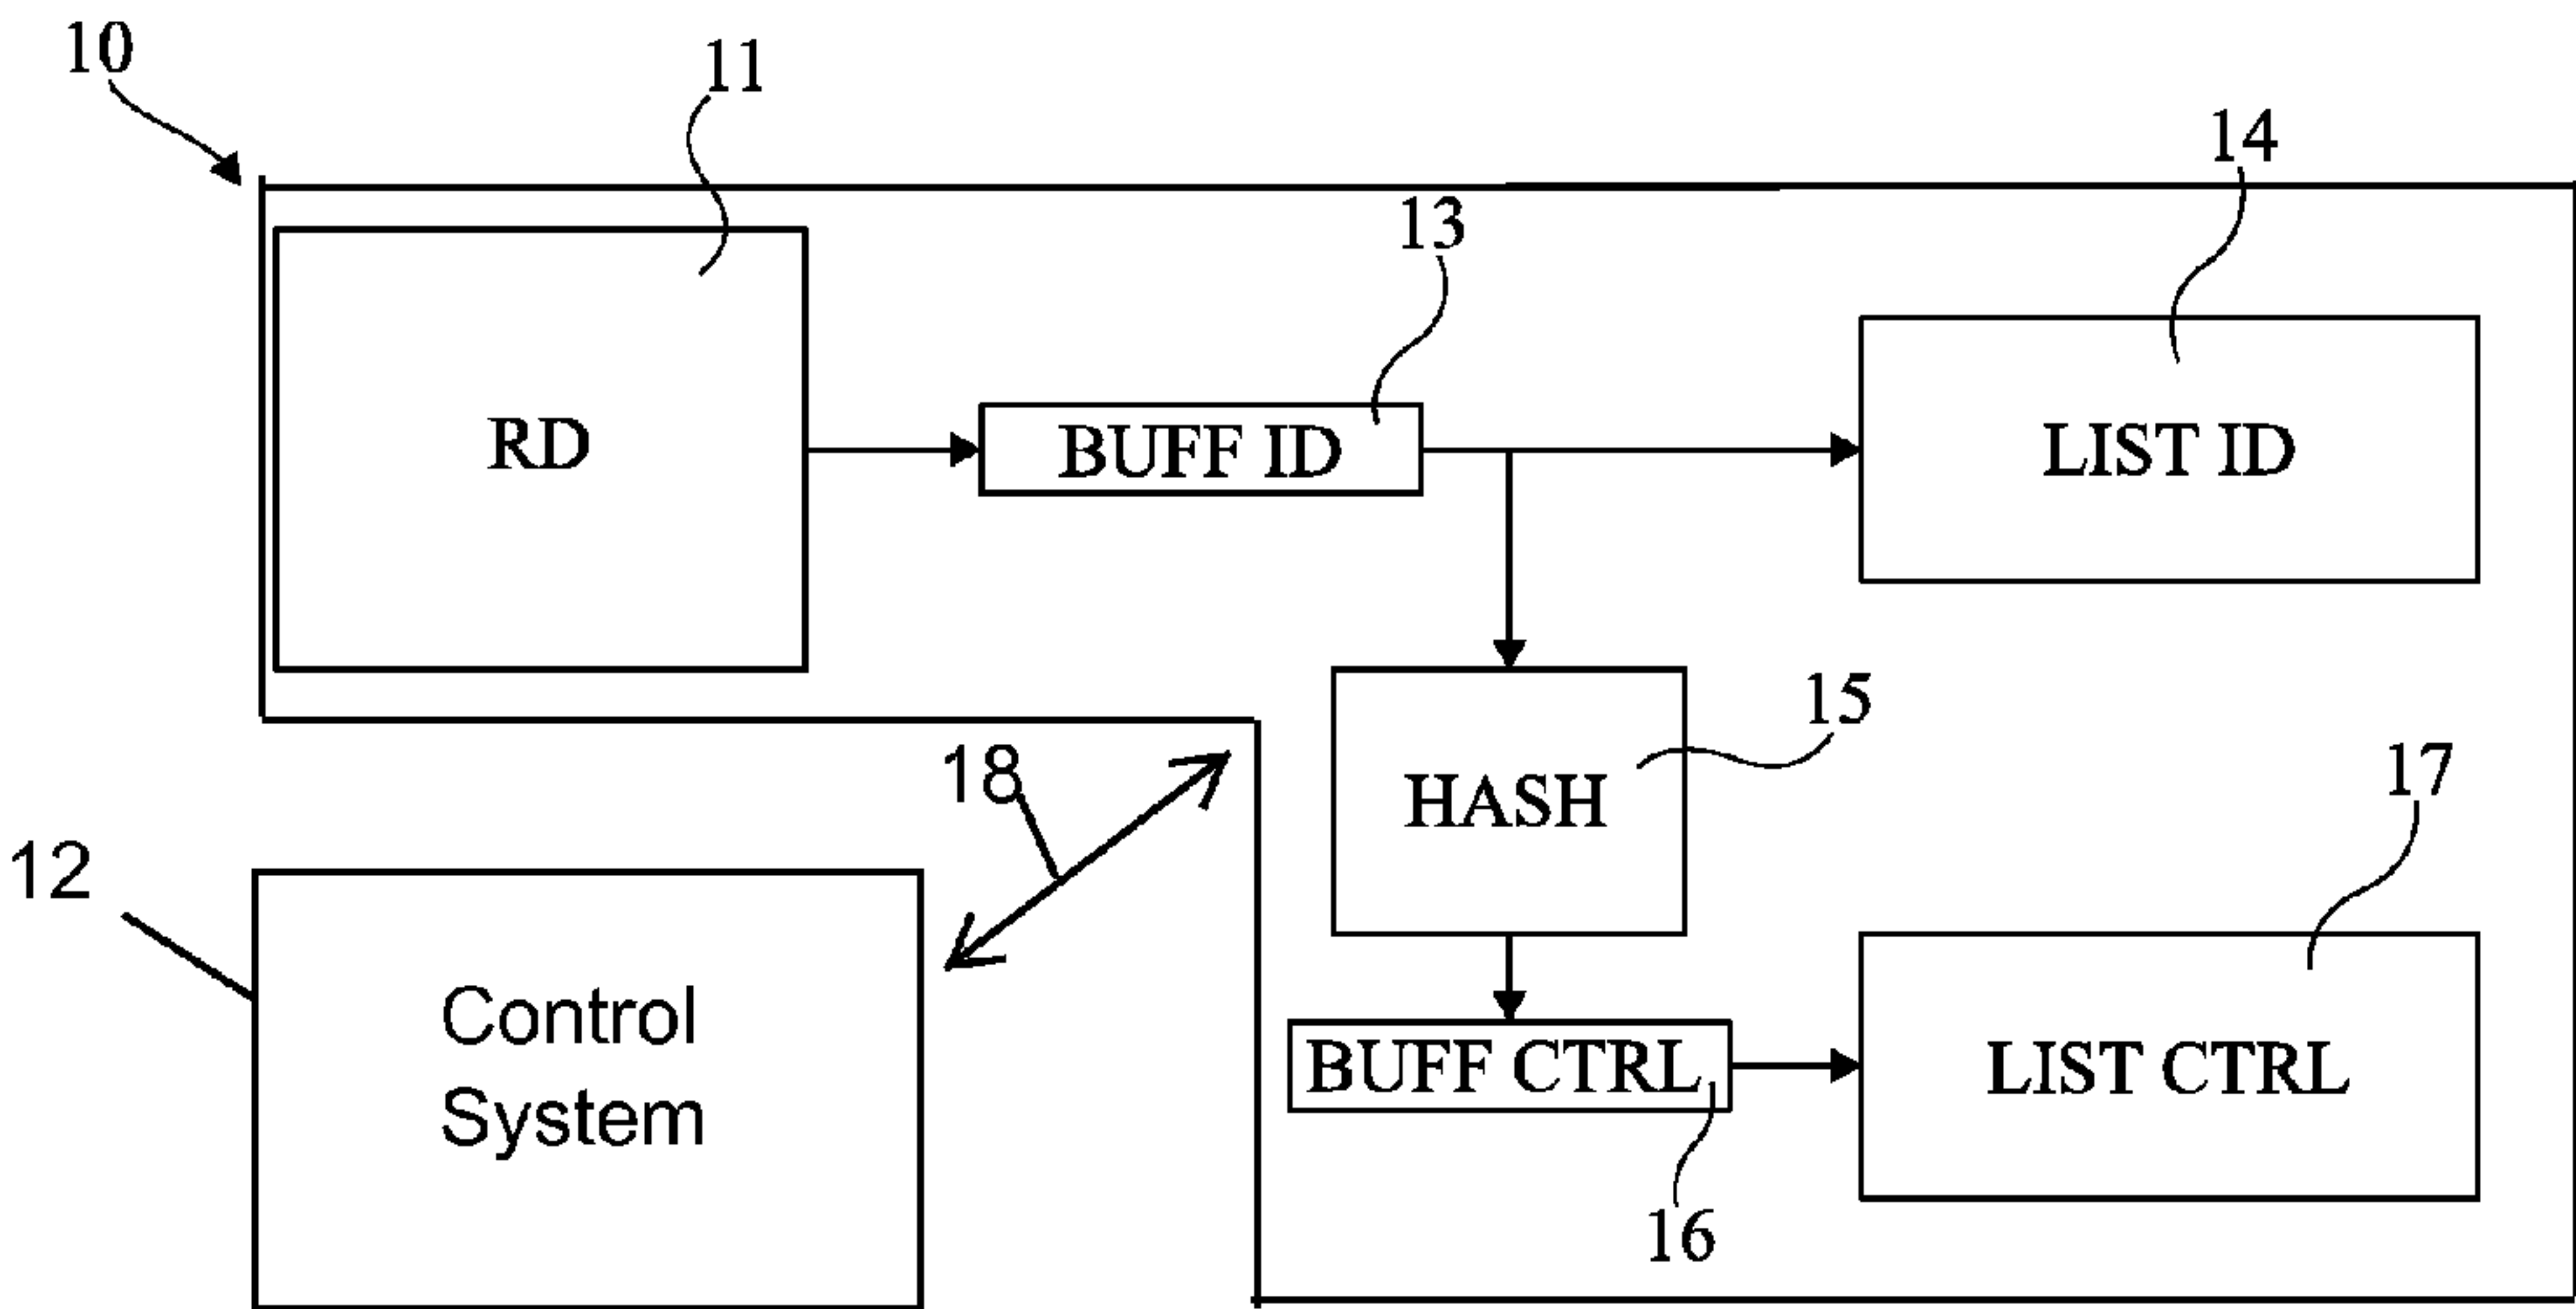 10
11
14
13
RD
BUFF ID
LIST ID
15
18
HASH
17
12
Control
System
BUFF CTRL
LIST CTRL
16